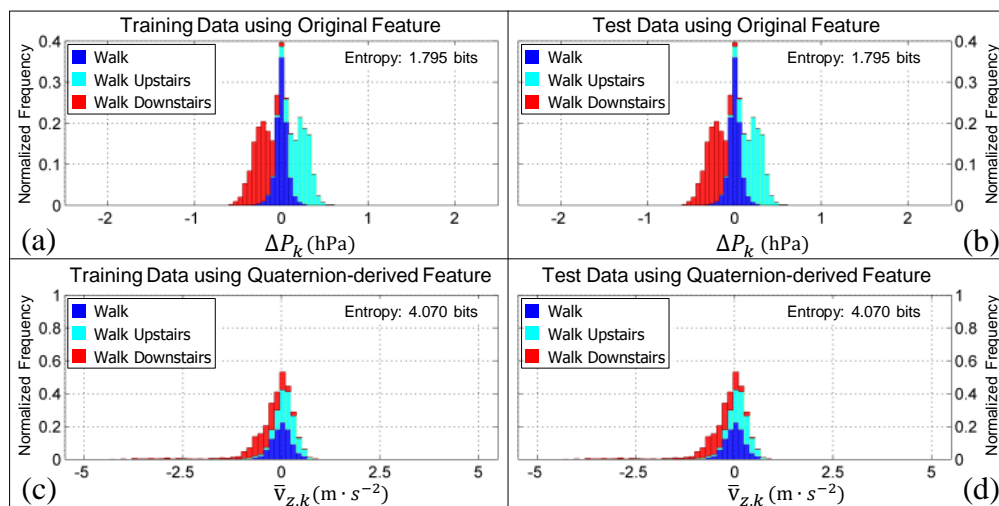 Training Data using Original Feature
Normalized Frequency
0.4
0.3
0.2
0.1
0
Walk
Walk Upstairs
Walk Downstairs
Entropy: 1.795 bits
-2 -1 0 1 2
(a)
ΔP_k (hPa)
Test Data using Original Feature
Walk
Walk Upstairs
Walk Downstairs
Entropy: 1.795 bits
0.4
0.3
0.2
0.1
0
Normalized Frequency
-2 -1 0 1 2
ΔP_k (hPa)
(b)
Training Data using Quaternion-derived Feature
Normalized Frequency
1
0.8
0.6
0.4
0.2
0
Walk
Walk Upstairs
Walk Downstairs
Entropy: 4.070 bits
-5 -2.5 0 2.5 5
(c)
v̄_z,k (m · s⁻²)
Test Data using Quaternion-derived Feature
Walk
Walk Upstairs
Walk Downstairs
Entropy: 4.070 bits
1
0.8
0.6
0.4
0.2
0
Normalized Frequency
-5 -2.5 0 2.5 5
v̄_z,k (m · s⁻²)
(d)